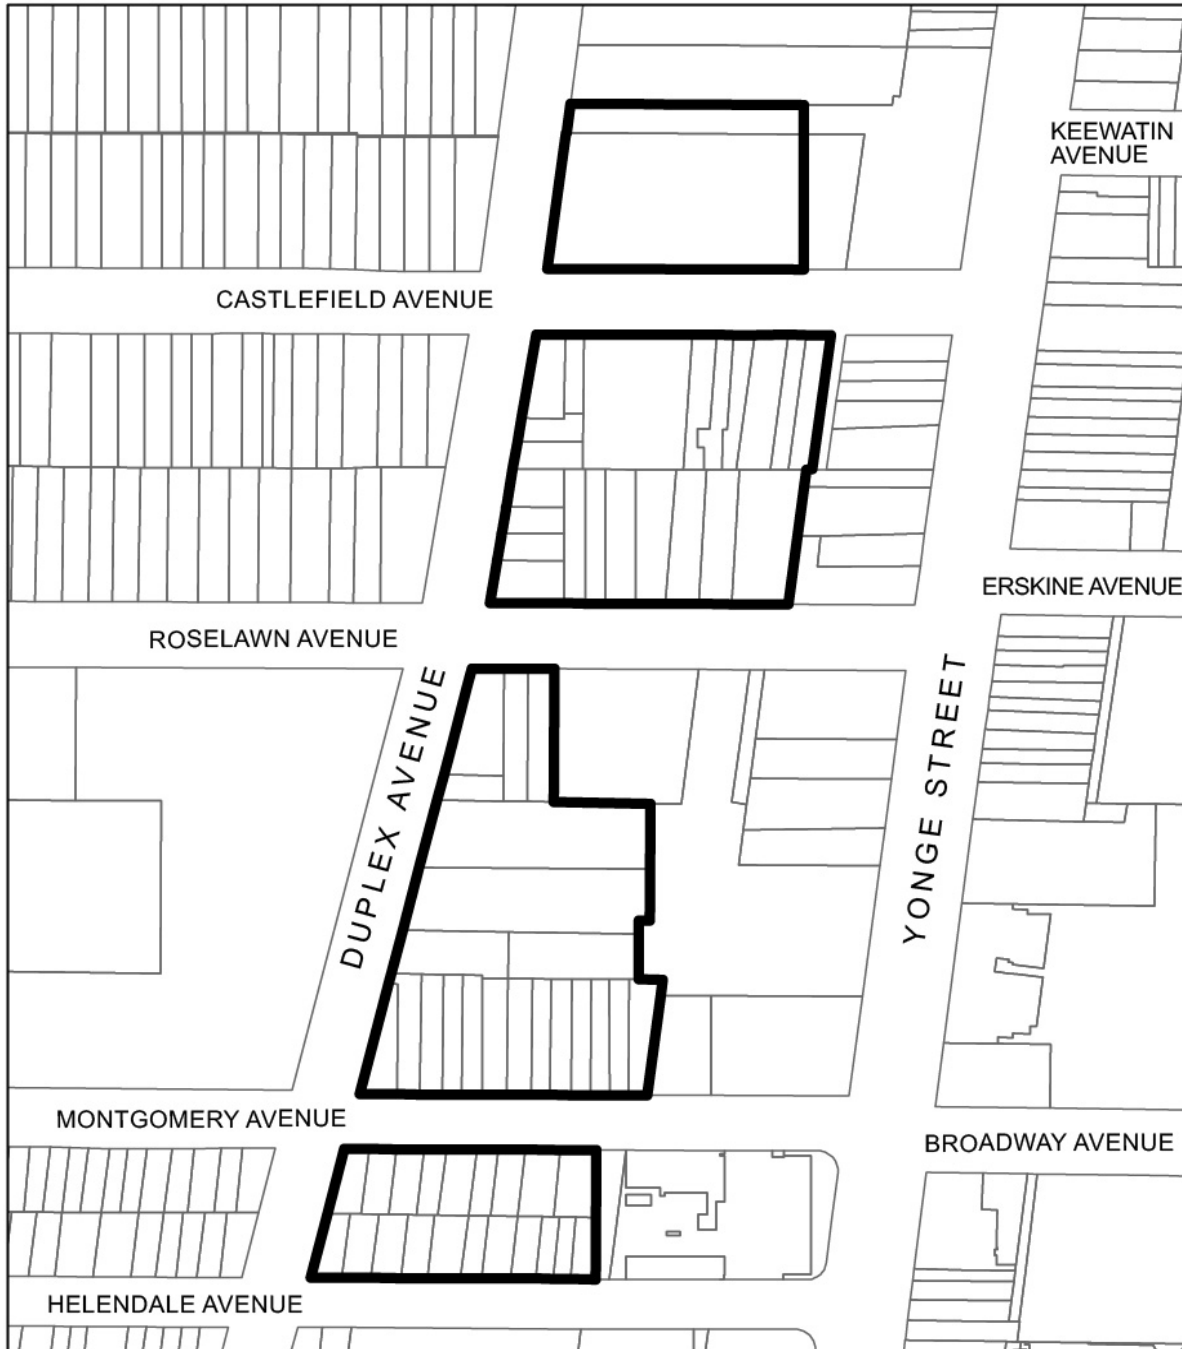 KEEWATIN
AVENUE
CASTLEFIELD AVENUE
ERSKINE AVENUE
ROSELAWN AVENUE
DUPLEX AVENUE
YONGE STREET
MONTGOMERY AVENUE
BROADWAY AVENUE
HELENDALE AVENUE